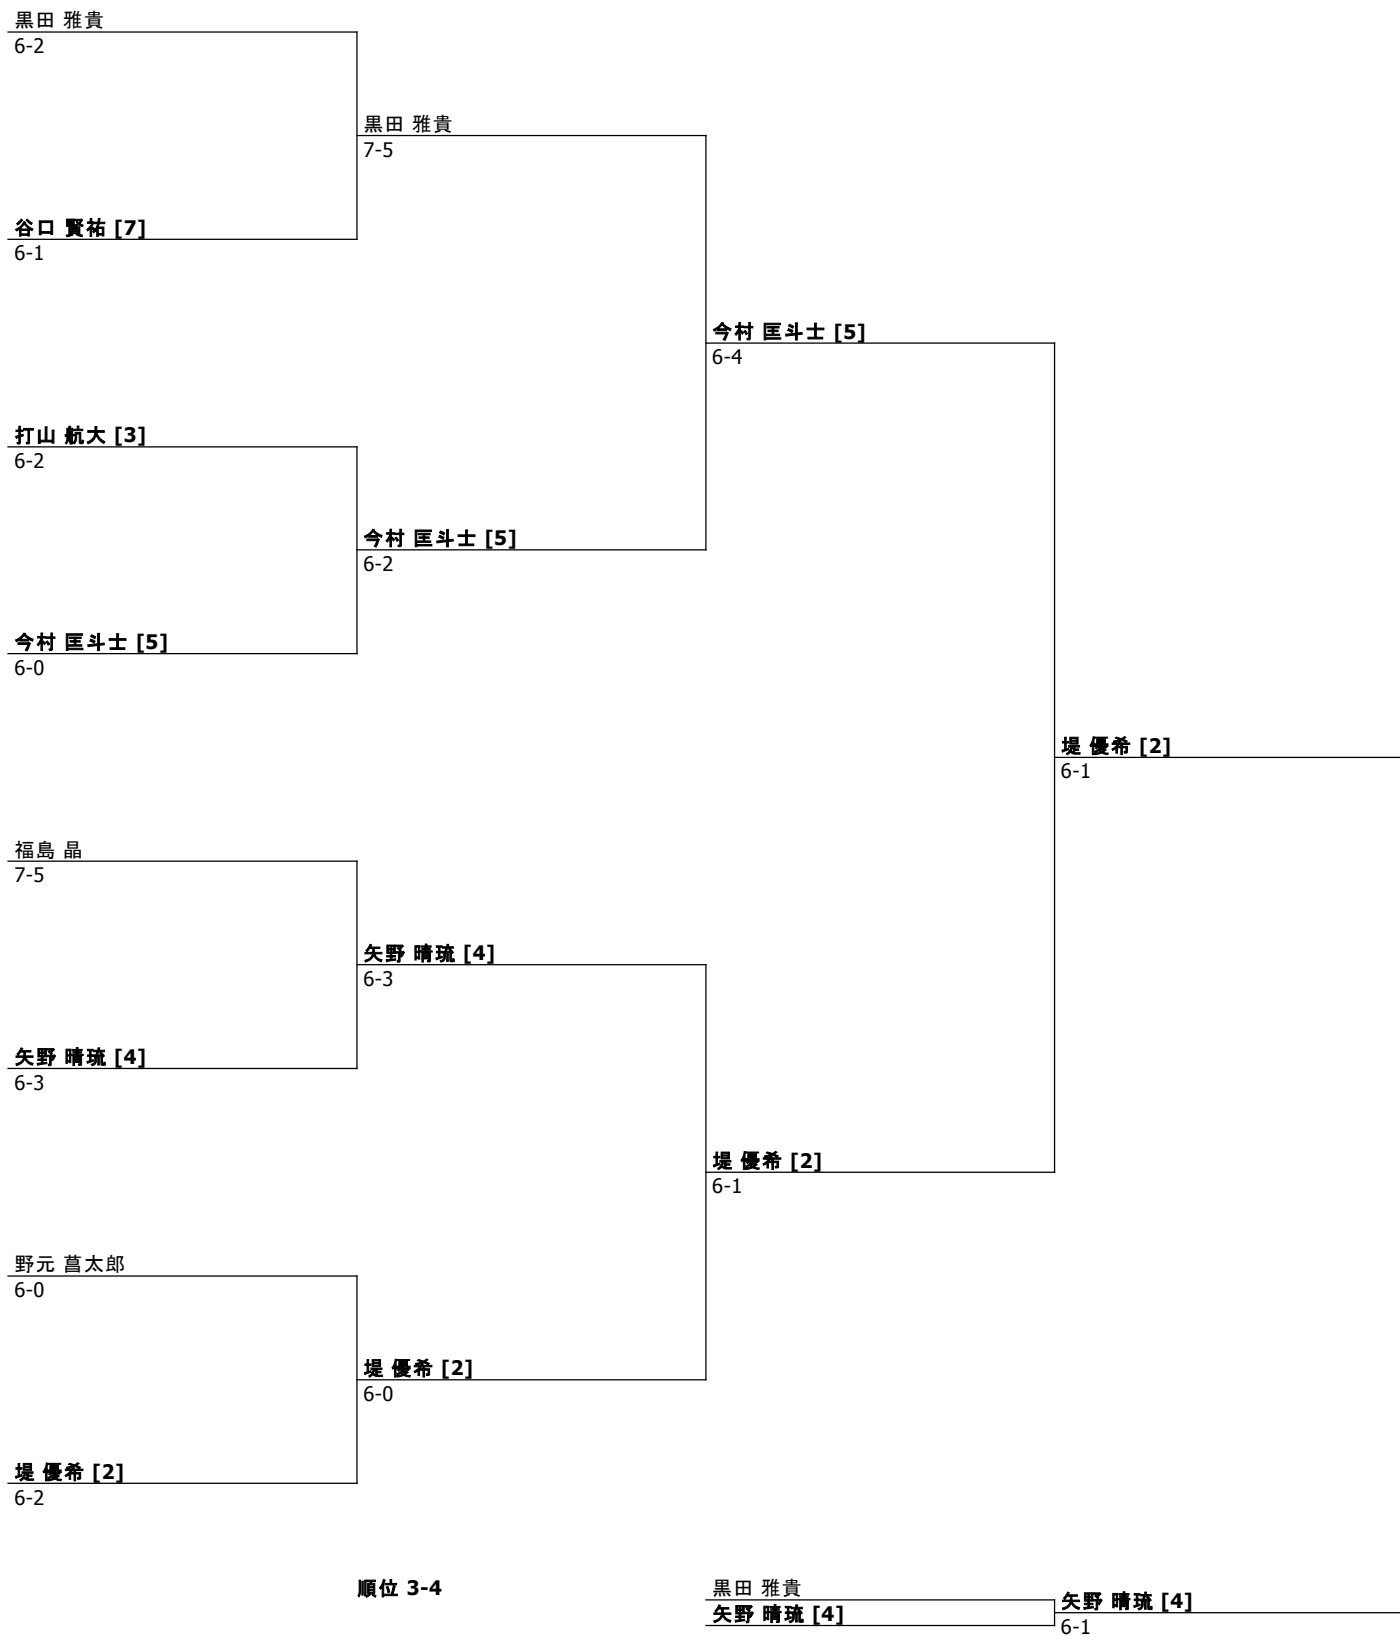 黒田 雅貴
6-2
黒田 雅貴
7-5
谷口 賢祐 [7]
6-1
今村 匡斗士 [5]
6-4
打山 航大 [3]
6-2
今村 匡斗士 [5]
6-2
今村 匡斗士 [5]
6-0
堤 優希 [2]
6-1
福島 晶
7-5
矢野 晴琉 [4]
6-3
矢野 晴琉 [4]
6-3
堤 優希 [2]
6-1
野元 菖太郎
6-0
堤 優希 [2]
6-0
堤 優希 [2]
6-2
順位 3-4
黒田 雅貴
矢野 晴琉 [4]
矢野 晴琉 [4]
6-1